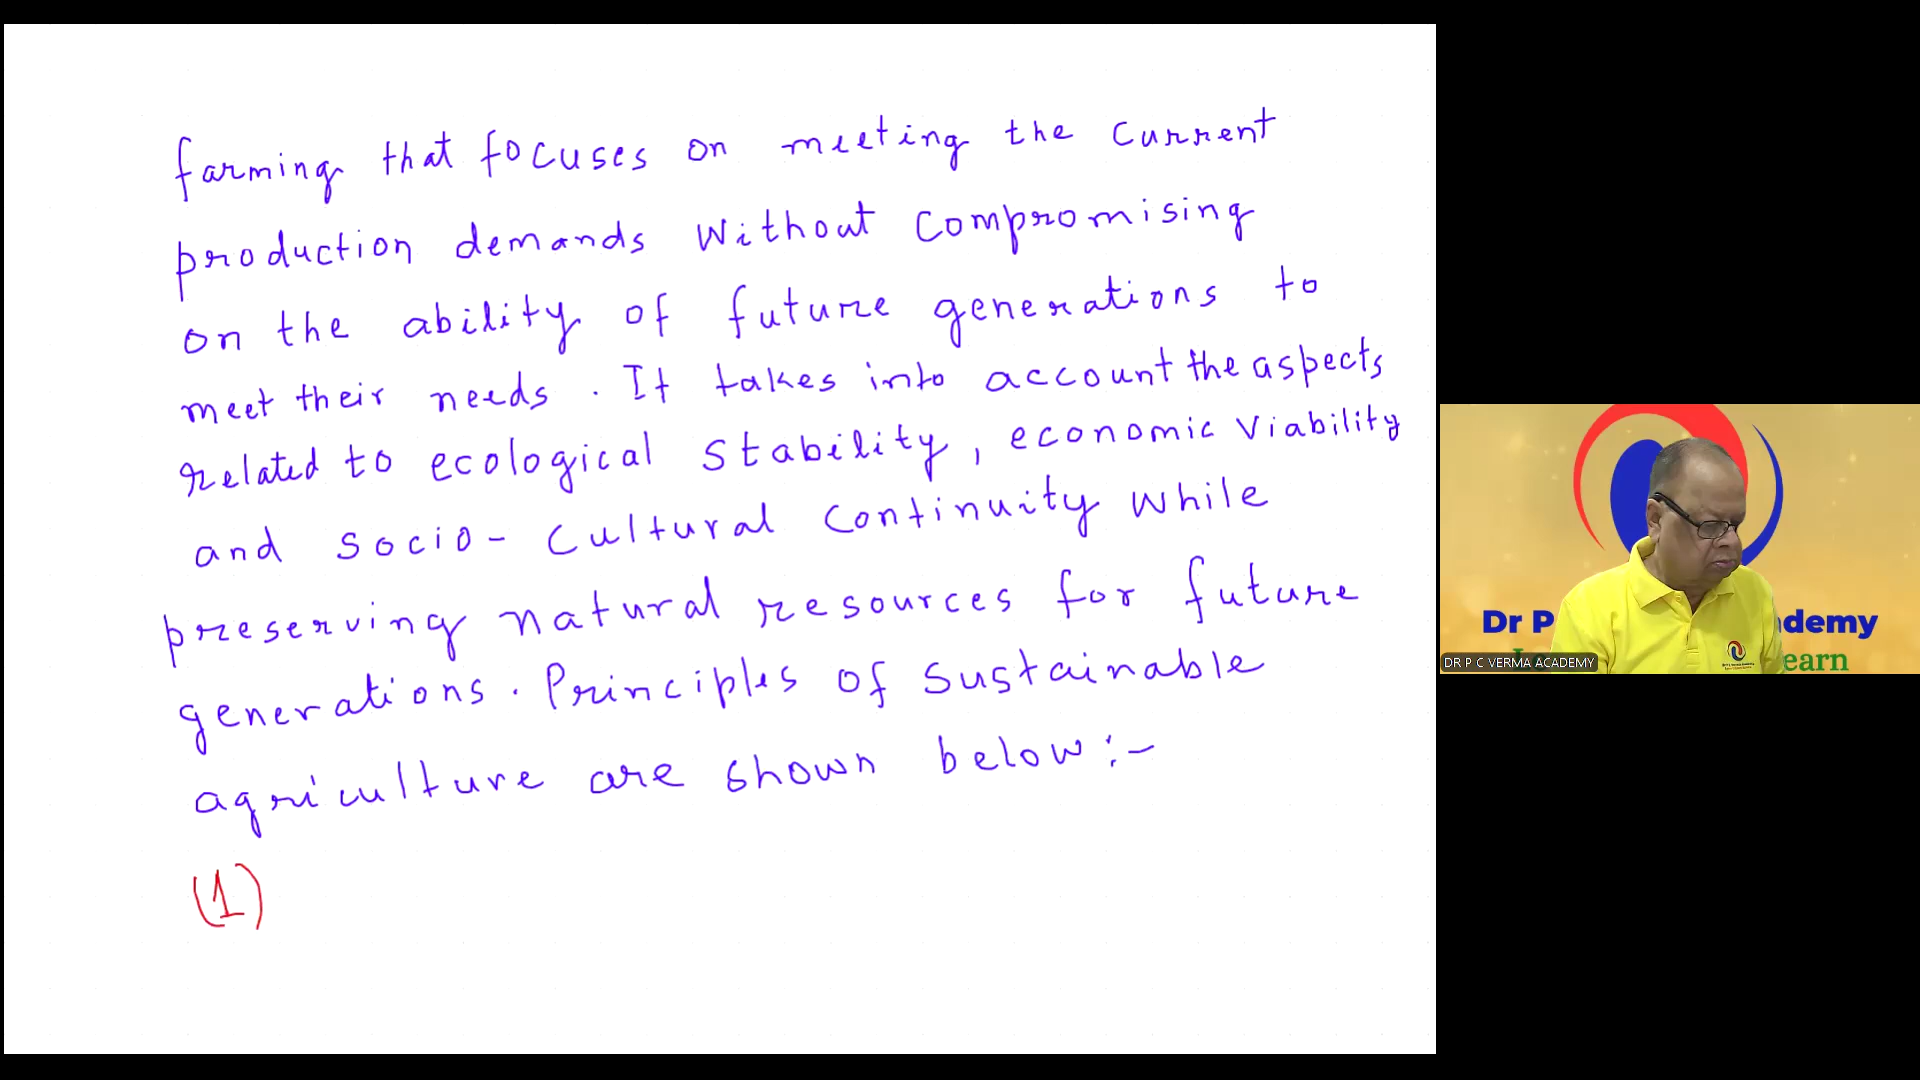 farming that focuses on meeting the current
production demands without compromising
on the ability of future generations to
meet their needs. It takes into account the aspects
related to ecological stability, economic viability
and socio-cultural continuity while
preserving natural resources for future
generations. Principles of sustainable
agriculture are shown below:-
(1)
Dr P
demy
earn
DR P C VERMA ACADEMY